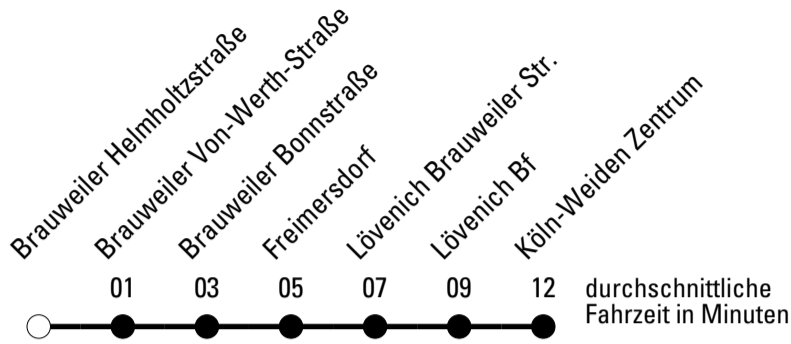 Brauweiler Helmholtzstraße
Brauweiler Von-Werth-Straße
Brauweiler Bonnstraße
Freimersdorf
Lövenich Brauweiler Str.
Lövenich Bf
Köln-Weiden Zentrum
01 03 05 07 09 12
durchschnittliche
Fahrzeit in Minuten